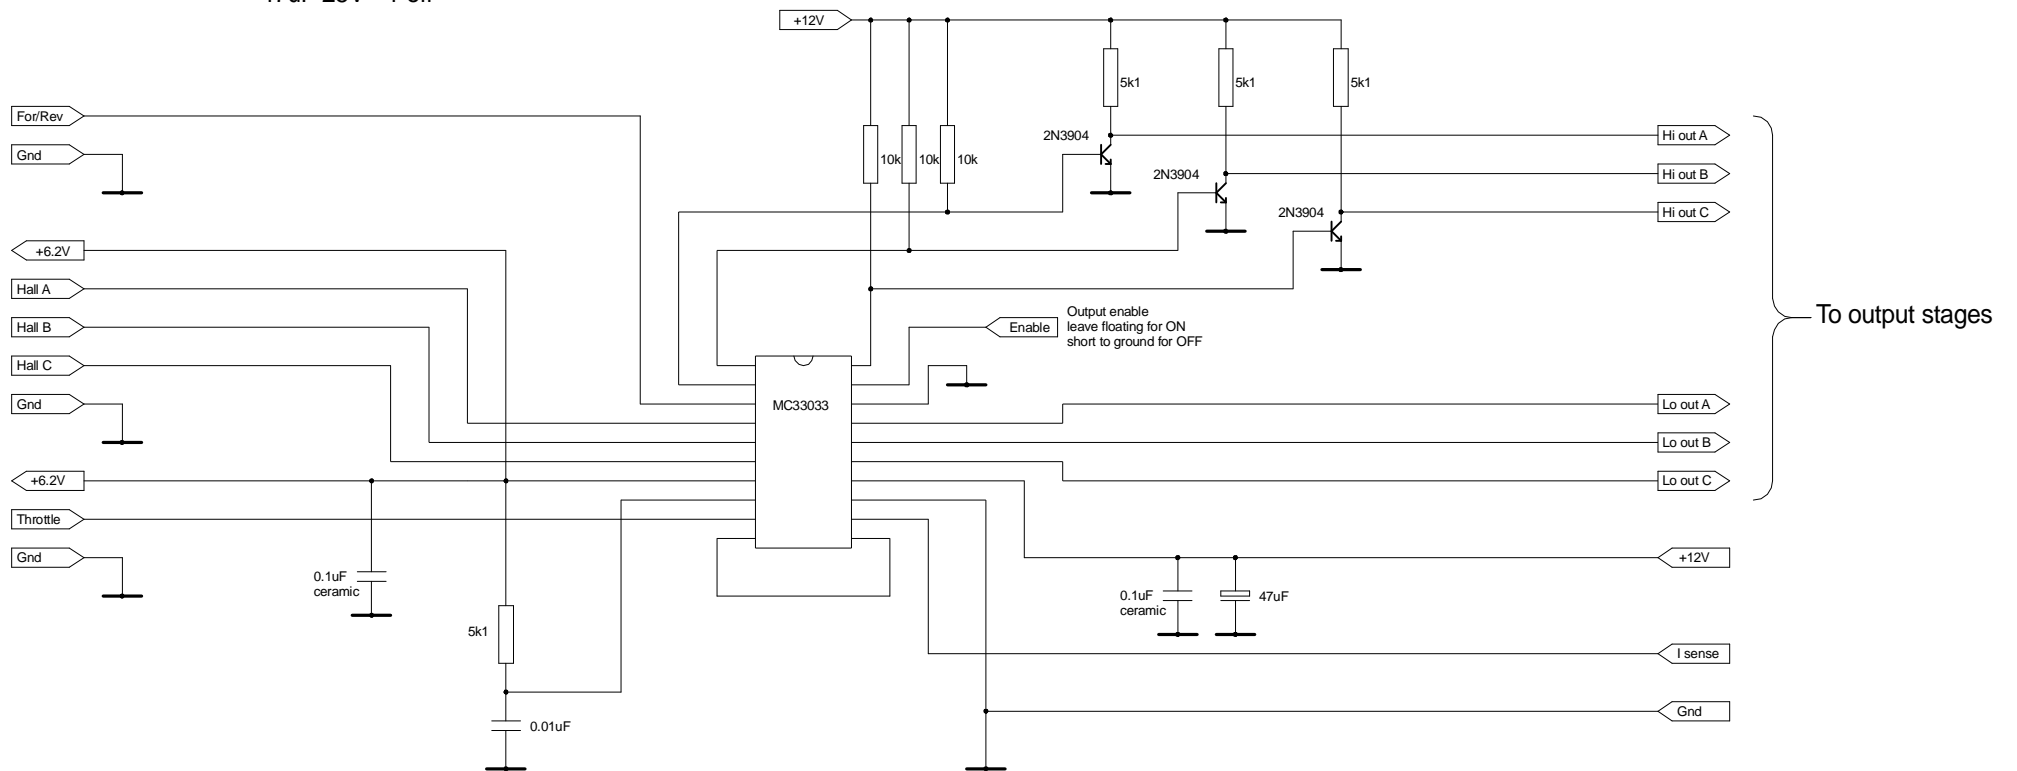 +12V
5k1
5k1
5k1
For/Rev
Gnd
2N3904
10k
10k
10k
2N3904
2N3904
Hi out A
Hi out B
Hi out C
+6.2V
Hall A
Hall B
Hall C
Gnd
Enable
Output enable
leave floating for ON
short to ground for OFF
To output stages
MC33033
Lo out A
Lo out B
Lo out C
+6.2V
Throttle
Gnd
0.1uF
ceramic
5k1
0.01uF
+12V
0.1uF
ceramic
47uF
I sense
Gnd